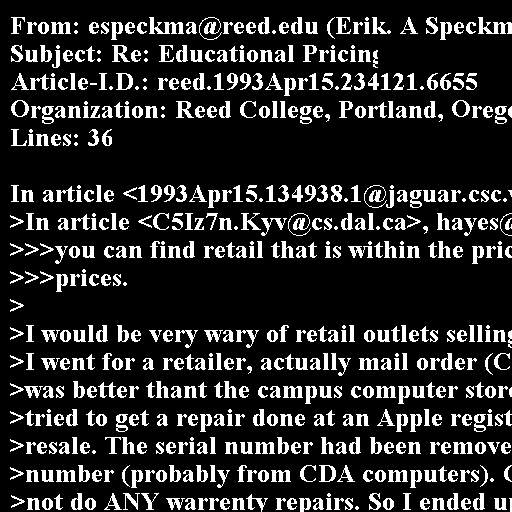 From: especkma@reed.edu (Erik. A Speckm
Subject: Re: Educational Pricing
Article-I.D.: reed.1993Apr15.234121.6655
Organization: Reed College, Portland, Orego
Lines: 36

In article <1993Apr15.134938.1@jaguar.csc.
>In article <C5Iz7n.Kyv@cs.dal.ca>, hayes@
>>>you can find retail that is within the pric
>>>prices.
>
>I would be very wary of retail outlets selling
>I went for a retailer, actually mail order (C
>was better thant the campus computer store
>tried to get a repair done at an Apple regist
>resale. The serial number had been remove
>number (probably from CDA computers).
>not do ANY warrenty repairs. So I ended up